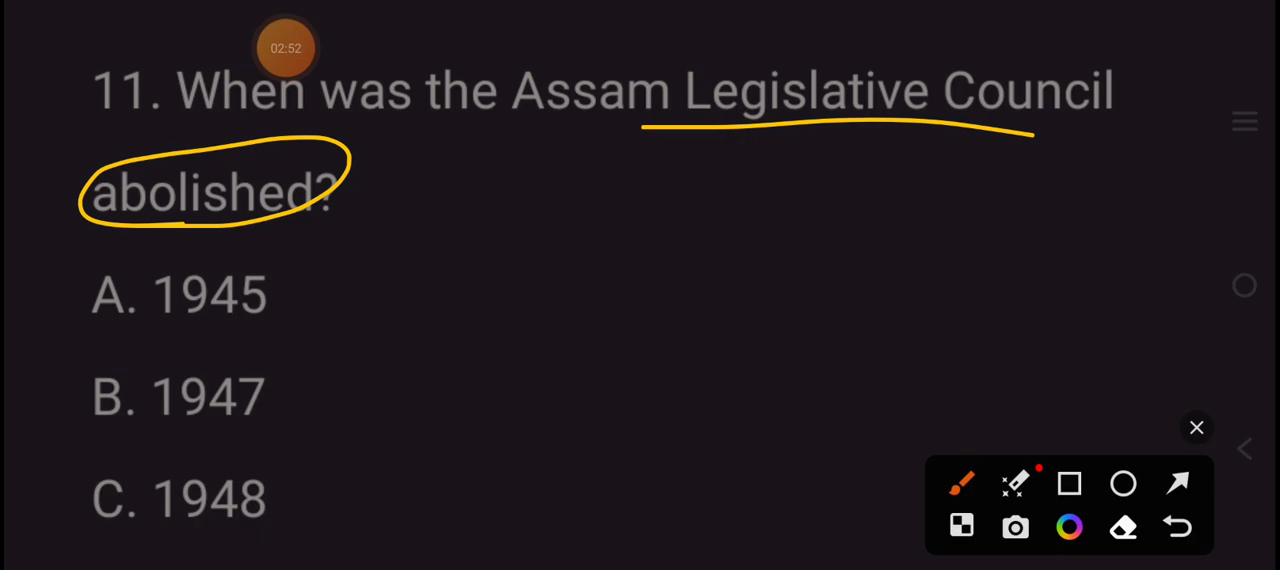 02:52
11. When was the Assam Legislative Council
abolished?
A. 1945
B. 1947
C. 1948